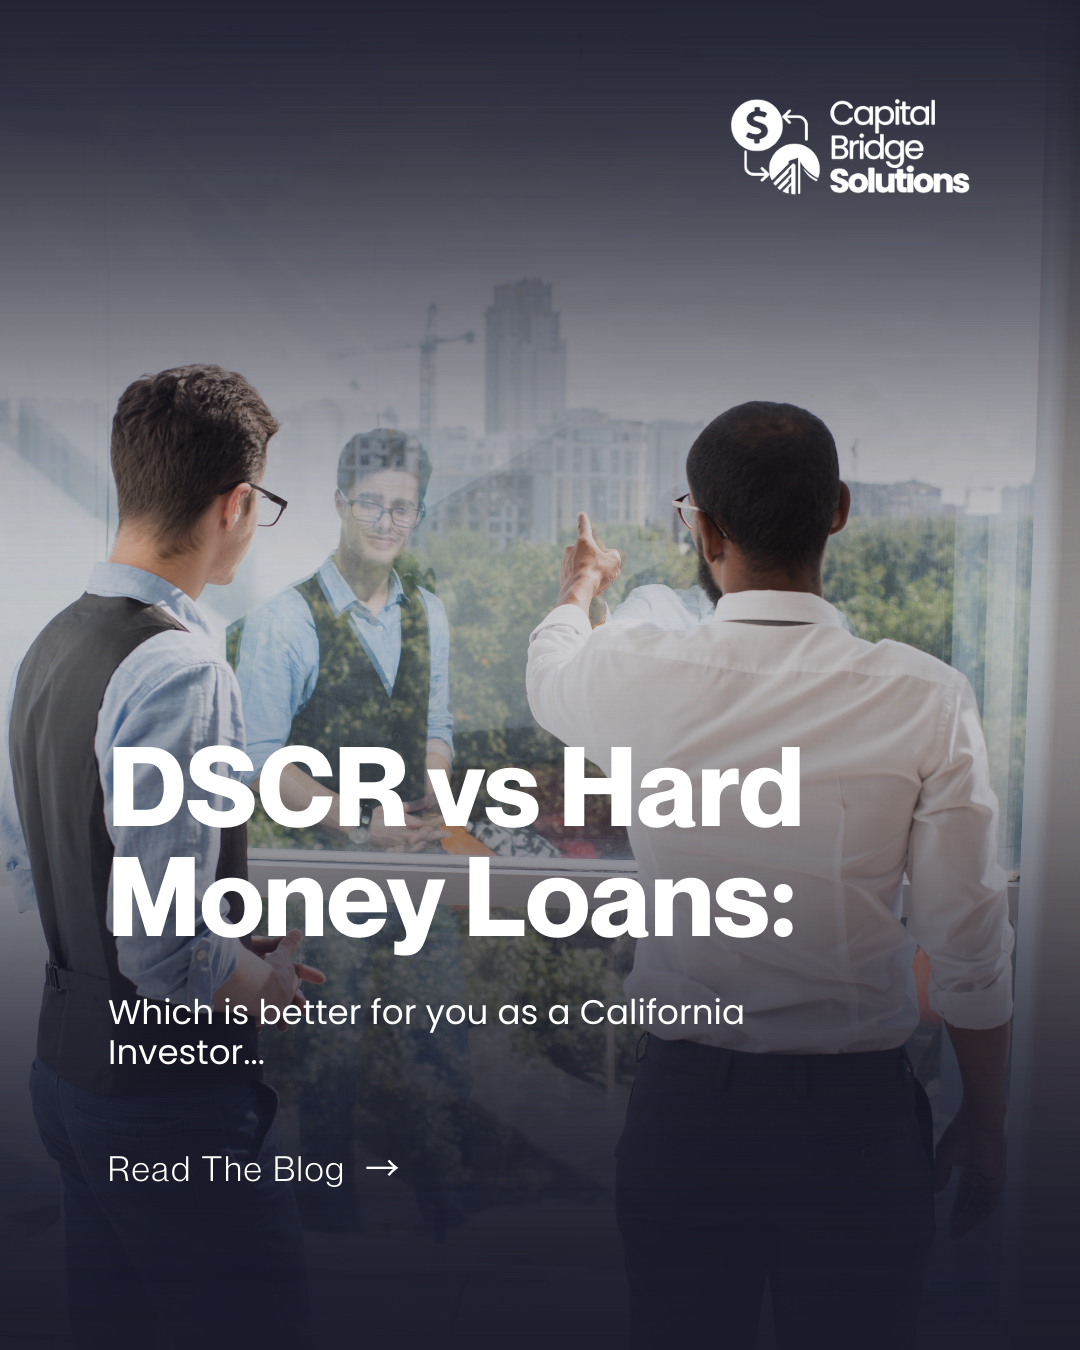 Capital
Bridge
Solutions
DSCR vs Hard
Money Loans:
Which is better for you as a California
Investor...
Read The Blog →